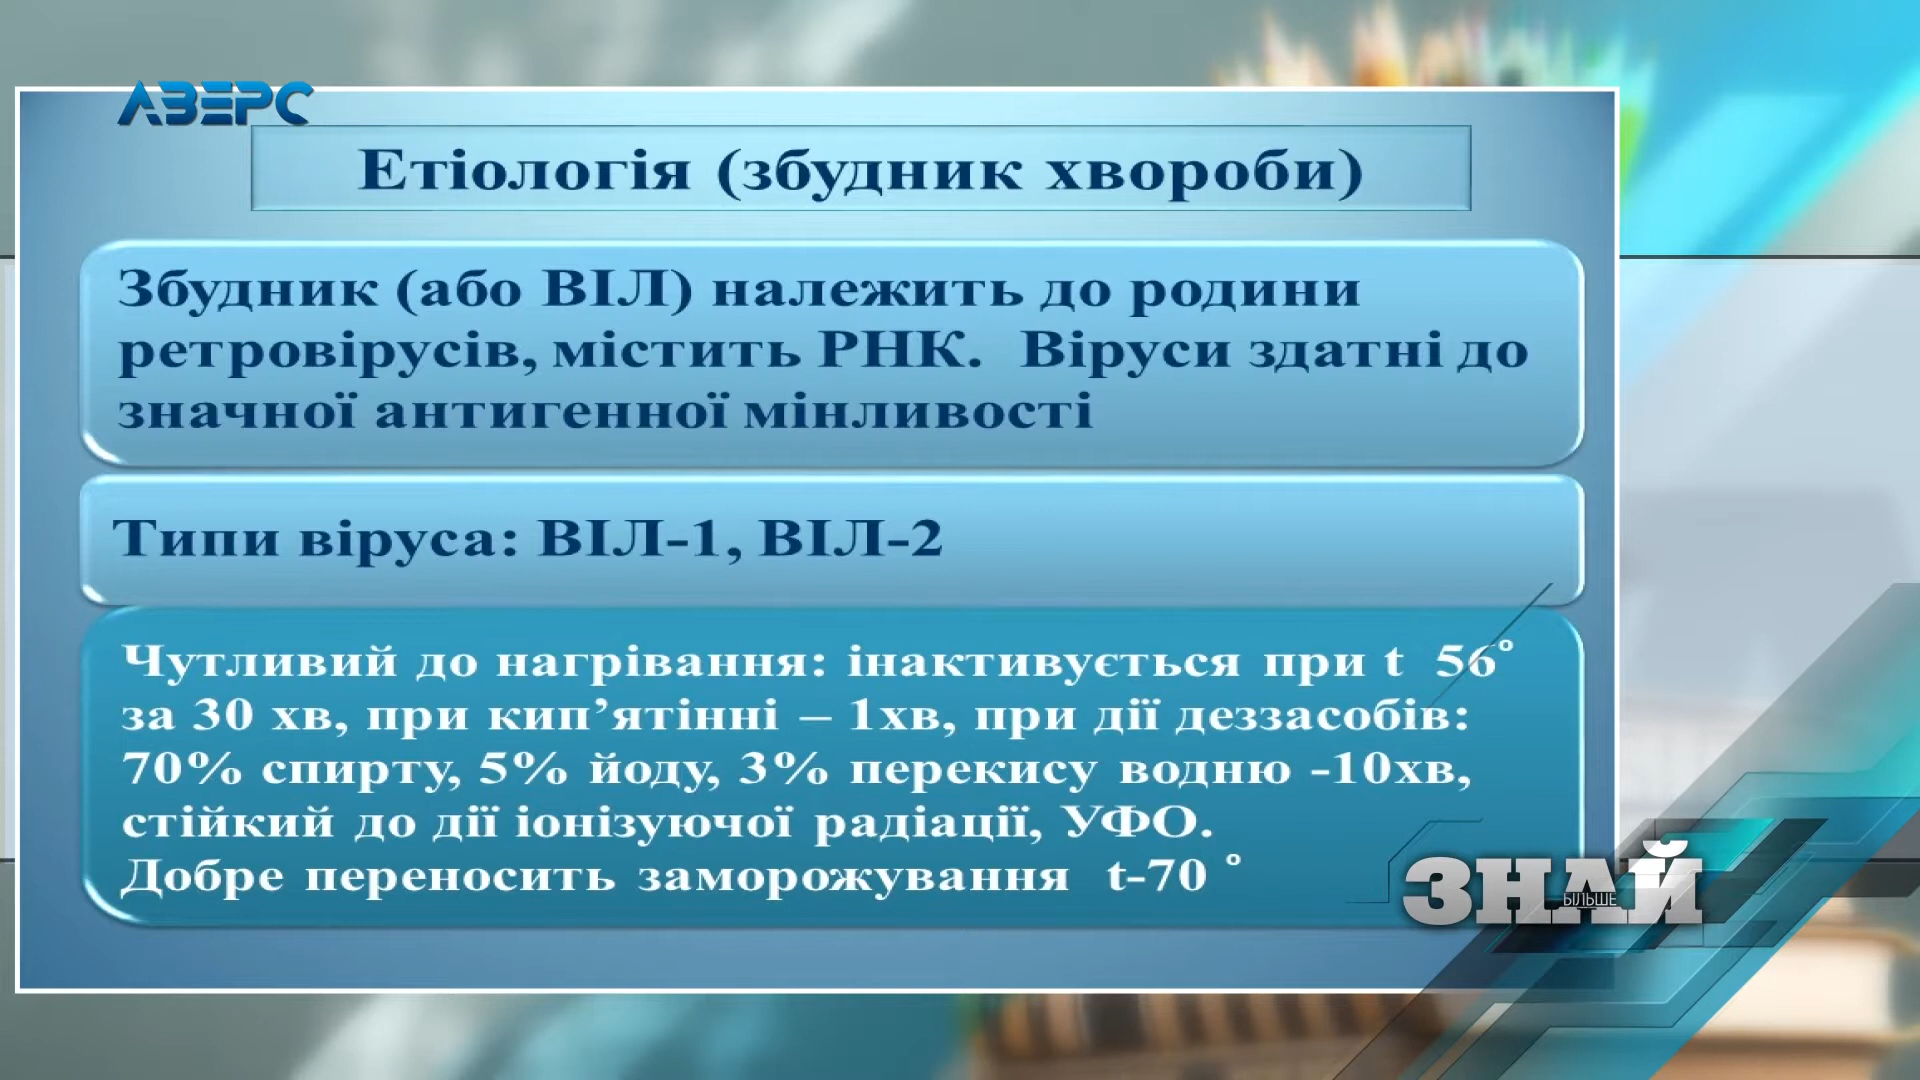 АВЕРС
Етіологія (збудник хвороби)
Збудник (або ВІЛ) належить до родини
ретровірусів, містить РНК. Віруси здатні до
значної антигенної мінливості
Типи віруса: ВІЛ-1, ВІЛ-2
Чутливий до нагрівання: інактивується при t 56°
за 30 хв, при кип’ятінні – 1хв, при дії деззасобів:
70% спирту, 5% йоду, 3% перекису водню -10хв,
стійкий до дії іонізуючої радіації, УФО.
Добре переносить заморожування t-70 °
ЗНАЙ
БІЛЬШЕ